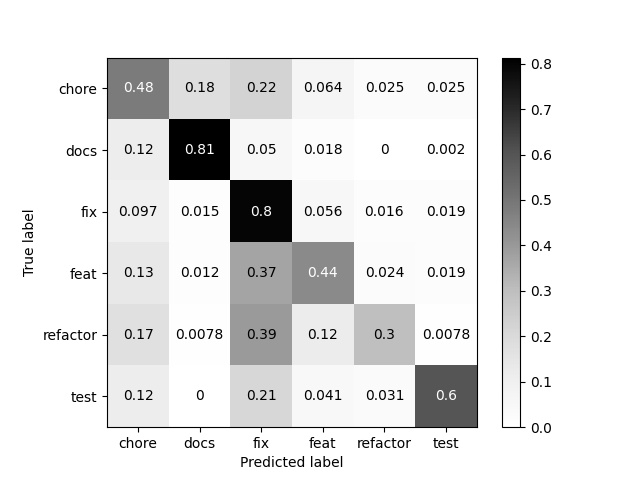 chore 0.48 0.18 0.22 0.064 0.025 0.025
docs 0.12 0.81 0.05 0.018 0 0.002
fix 0.097 0.015 0.8 0.056 0.016 0.019
feat 0.13 0.012 0.37 0.44 0.024 0.019
refactor 0.17 0.0078 0.39 0.12 0.3 0.0078
test 0.12 0 0.21 0.041 0.031 0.6
chore docs fix feat refactor test
Predicted label
True label
0.8
0.7
0.6
0.5
0.4
0.3
0.2
0.1
0.0